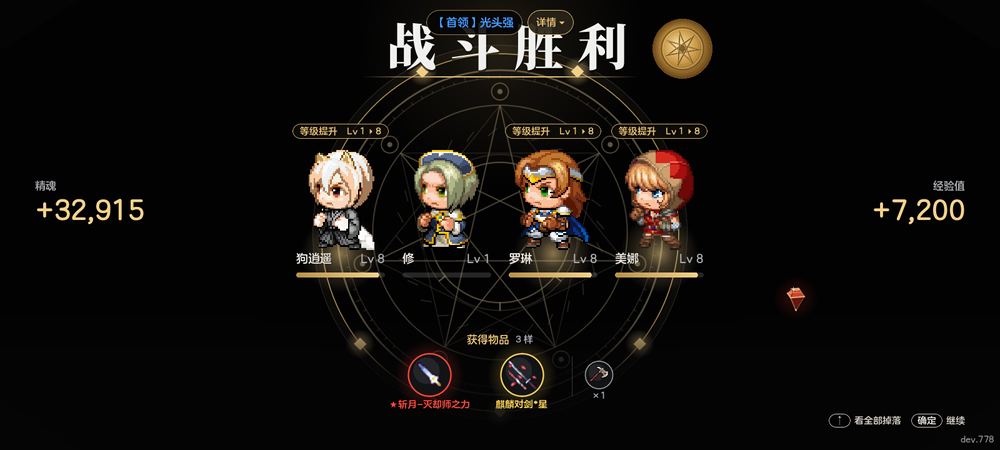 【首领】光头强
详情
战斗胜利
等级提升 Lv 1 8
等级提升 Lv 1 8
等级提升 Lv 1 8
精魂
+32,915
经验值
+7,200
狗逍遥 Lv 8
修 Lv 1
罗琳 Lv 8
美娜 Lv 8
获得物品 3 样
★斩月-灭却师之力
麒麟对剑*星
×1
↑ 看全部掉落 确定 继续
dev.778